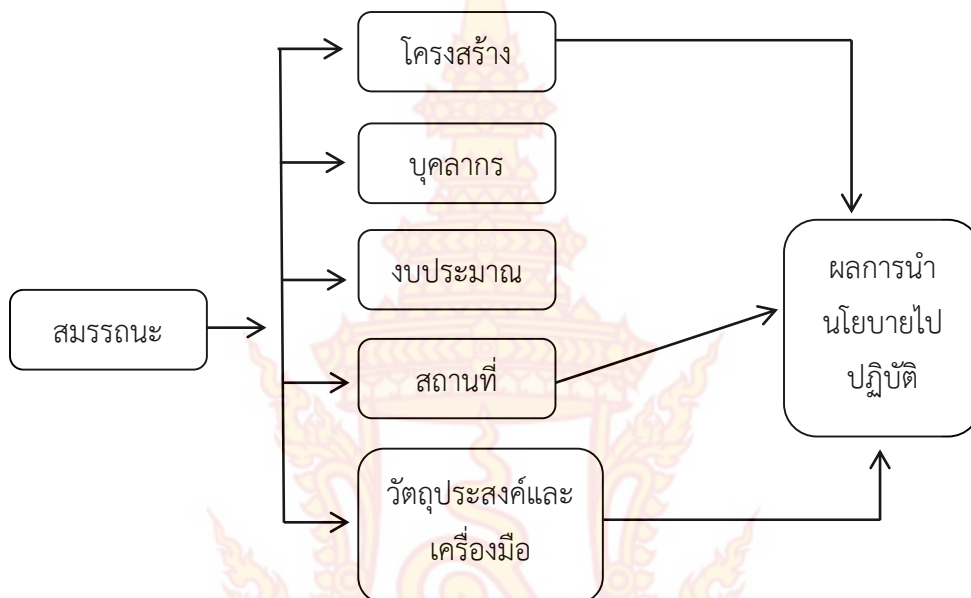 โครงสร้าง
บุคลากร
งบประมาณ
สมรรถนะ
สถานที่
วัตถุประสงค์และ
เครื่องมือ
ผลการนำ
นโยบายไป
ปฏิบัติ